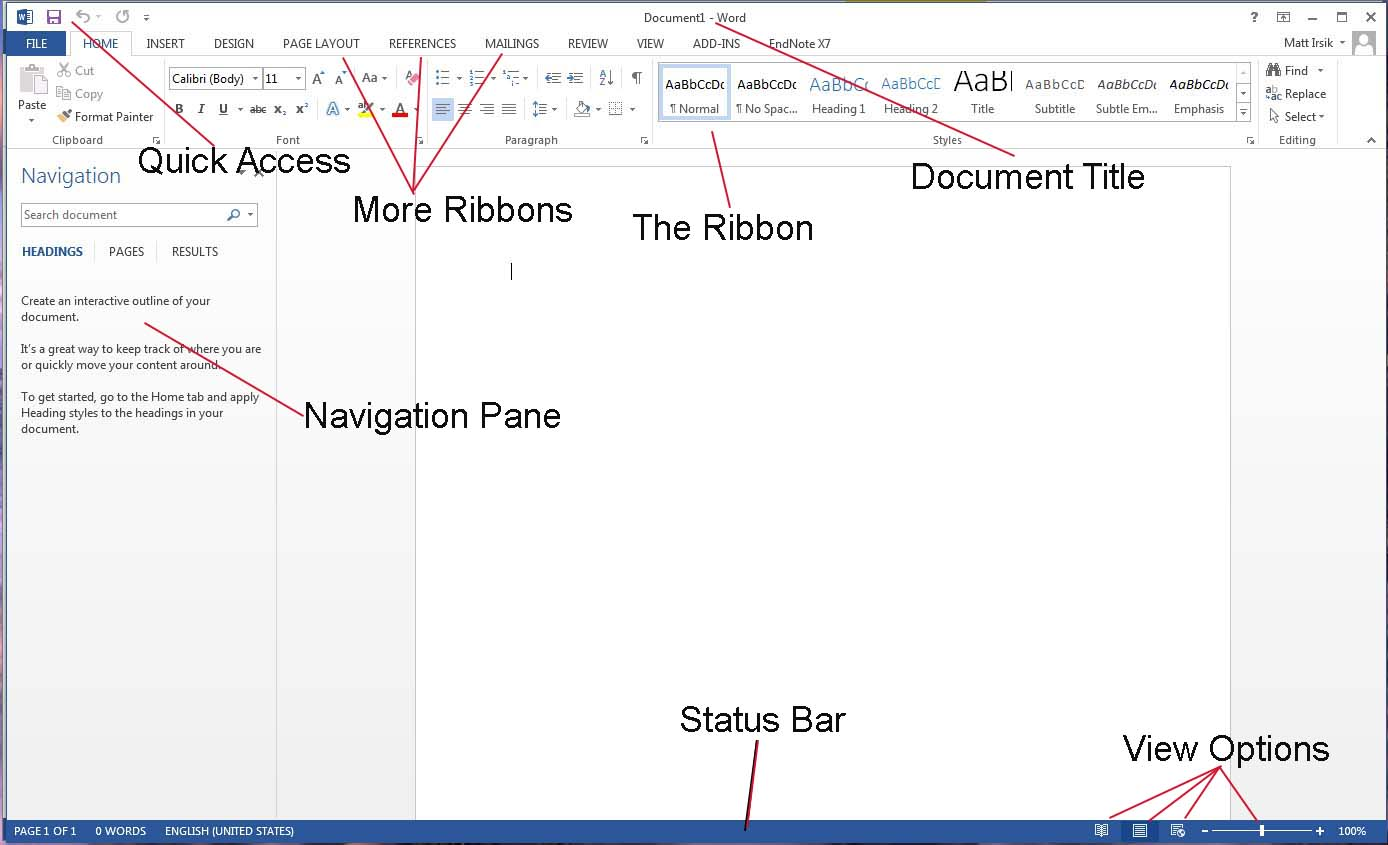 Document1 - Word
?
FILE HOME INSERT DESIGN PAGE LAYOUT REFERENCES MAILINGS REVIEW VIEW ADD-INS EndNote X7
Matt Irsik
Paste
Cut
Copy
Format Painter
Clipboard
Calibri (Body) 11
Aa
B I U abc X₂ X²
A ab A
Font
Paragraph
AaBbCcDc AaBbCcDc AaBbCc AaBbCcD AaBl AaBbCcD AaBbCcDc AaBbCcDc
¶ Normal ¶ No Spac... Heading 1 Heading 2 Title Subtitle Subtle Em... Emphasis
Styles
Find
Replace
Select
Editing
Quick Access
More Ribbons
The Ribbon
Document Title
Navigation
Search document
HEADINGS PAGES RESULTS
Create an interactive outline of your
document.
It's a great way to keep track of where you are
or quickly move your content around.
To get started, go to the Home tab and apply
Heading styles to the headings in your
document.
Navigation Pane
Status Bar
View Options
PAGE 1 OF 1 0 WORDS ENGLISH (UNITED STATES)
100%